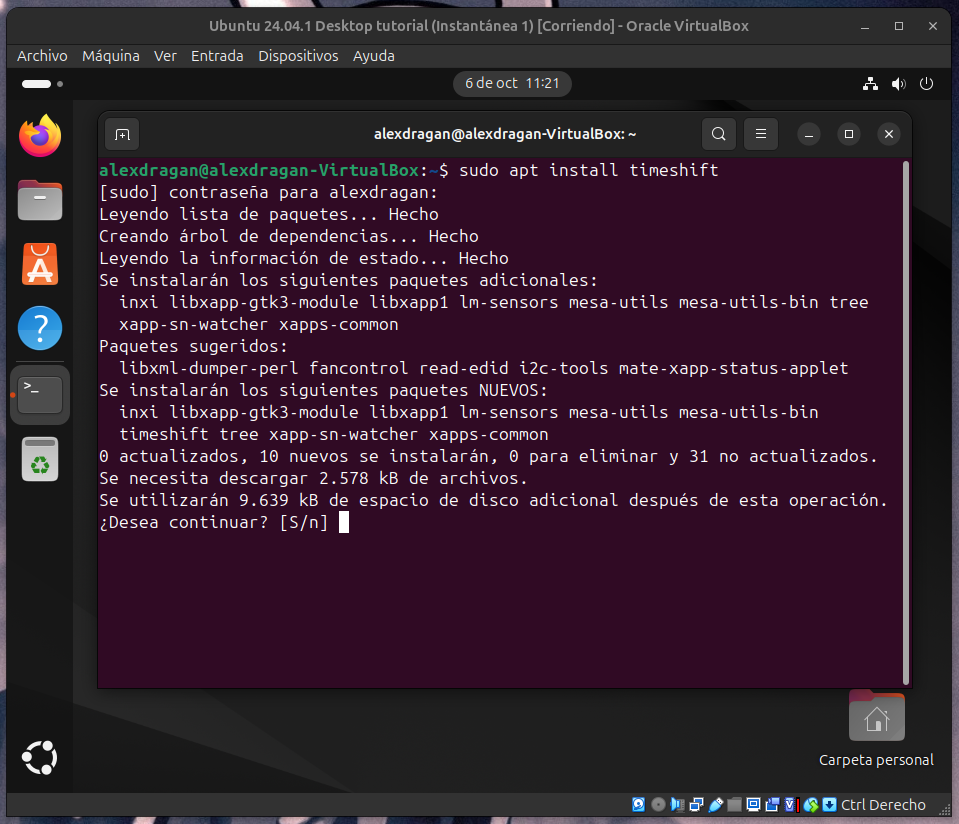 Ubuntu 24.04.1 Desktop tutorial (Instantánea 1) [Corriendo] - Oracle VirtualBox
Archivo Máquina Ver Entrada Dispositivos Ayuda
6 de oct 11:21
alexdragan@alexdragan-VirtualBox: ~
alexdragan@alexdragan-VirtualBox:~$ sudo apt install timeshift
[sudo] contraseña para alexdragan:
Leyendo lista de paquetes... Hecho
Creando árbol de dependencias... Hecho
Leyendo la información de estado... Hecho
Se instalarán los siguientes paquetes adicionales:
inxi libxapp-gtk3-module libxapp1 lm-sensors mesa-utils mesa-utils-bin tree
xapp-sn-watcher xapps-common
Paquetes sugeridos:
libxml-dumper-perl fancontrol read-edid i2c-tools mate-xapp-status-applet
Se instalarán los siguientes paquetes NUEVOS:
inxi libxapp-gtk3-module libxapp1 lm-sensors mesa-utils mesa-utils-bin
timeshift tree xapp-sn-watcher xapps-common
0 actualizados, 10 nuevos se instalarán, 0 para eliminar y 31 no actualizados.
Se necesita descargar 2.578 kB de archivos.
Se utilizarán 9.639 kB de espacio de disco adicional después de esta operación.
¿Desea continuar? [S/n]
Carpeta personal
Ctrl Derecho